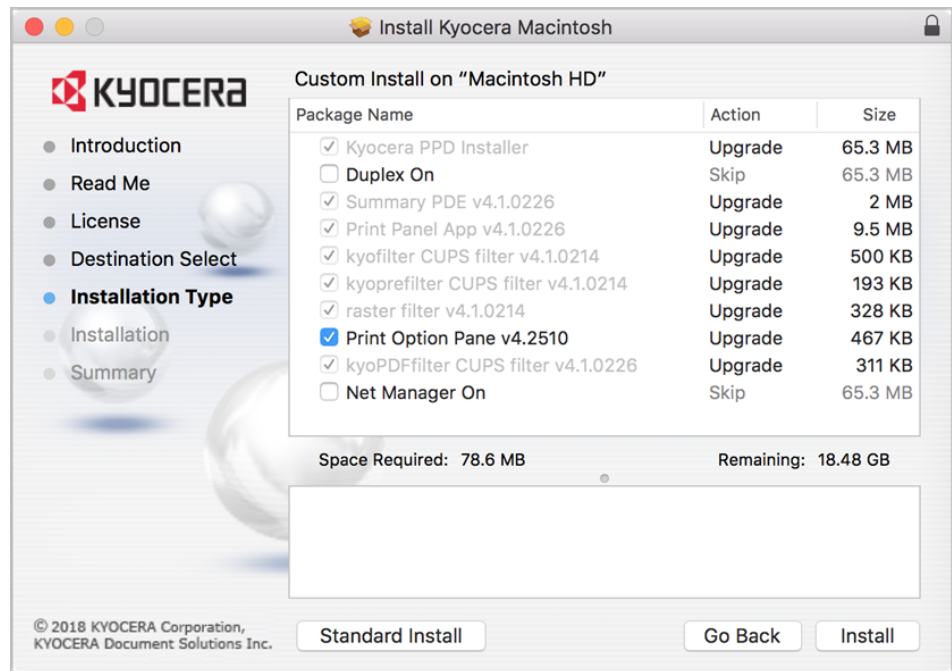 Install Kyocera Macintosh
KYOCERA
Introduction
Read Me
License
Destination Select
Installation Type
Installation
Summary
Custom Install on “Macintosh HD”
Package Name Action Size
Kyocera PPD Installer Upgrade 65.3 MB
Duplex On Skip 65.3 MB
Summary PDE v4.1.0226 Upgrade 2 MB
Print Panel App v4.1.0226 Upgrade 9.5 MB
kyofilter CUPS filter v4.1.0214 Upgrade 500 KB
kyoprefilter CUPS filter v4.1.0214 Upgrade 193 KB
raster filter v4.1.0214 Upgrade 328 KB
Print Option Pane v4.2510 Upgrade 467 KB
kyoPDFfilter CUPS filter v4.1.0226 Upgrade 311 KB
Net Manager On Skip 65.3 MB
Space Required: 78.6 MB Remaining: 18.48 GB
© 2018 KYOCERA Corporation,
KYOCERA Document Solutions Inc.
Standard Install Go Back Install